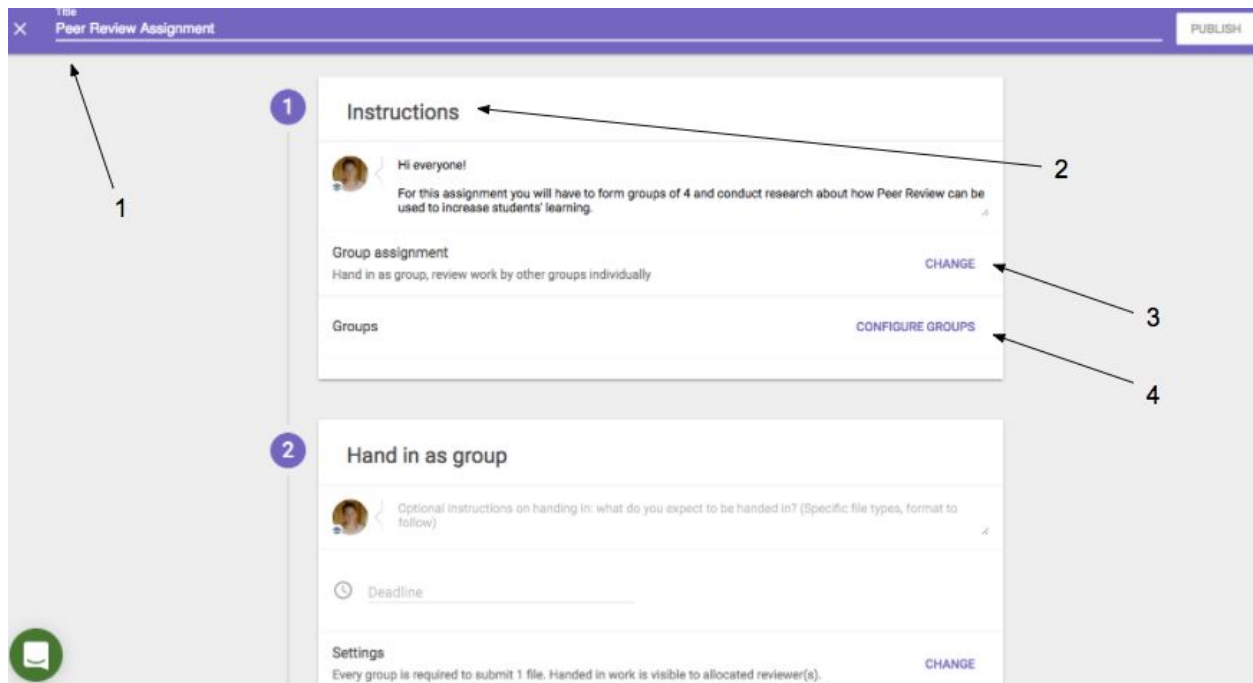 Title
Peer Review Assignment
PUBLISH
1
Instructions
2
Hi everyone!
For this assignment you will have to form groups of 4 and conduct research about how Peer Review can be
used to increase students' learning.
1
Group assignment
Hand in as group, review work by other groups individually
CHANGE
3
Groups
CONFIGURE GROUPS
4
2
Hand in as group
Optional instructions on handing in: what do you expect to be handed in? (Specific file types, format to
follow)
Deadline
Settings
Every group is required to submit 1 file. Handed in work is visible to allocated reviewer(s).
CHANGE